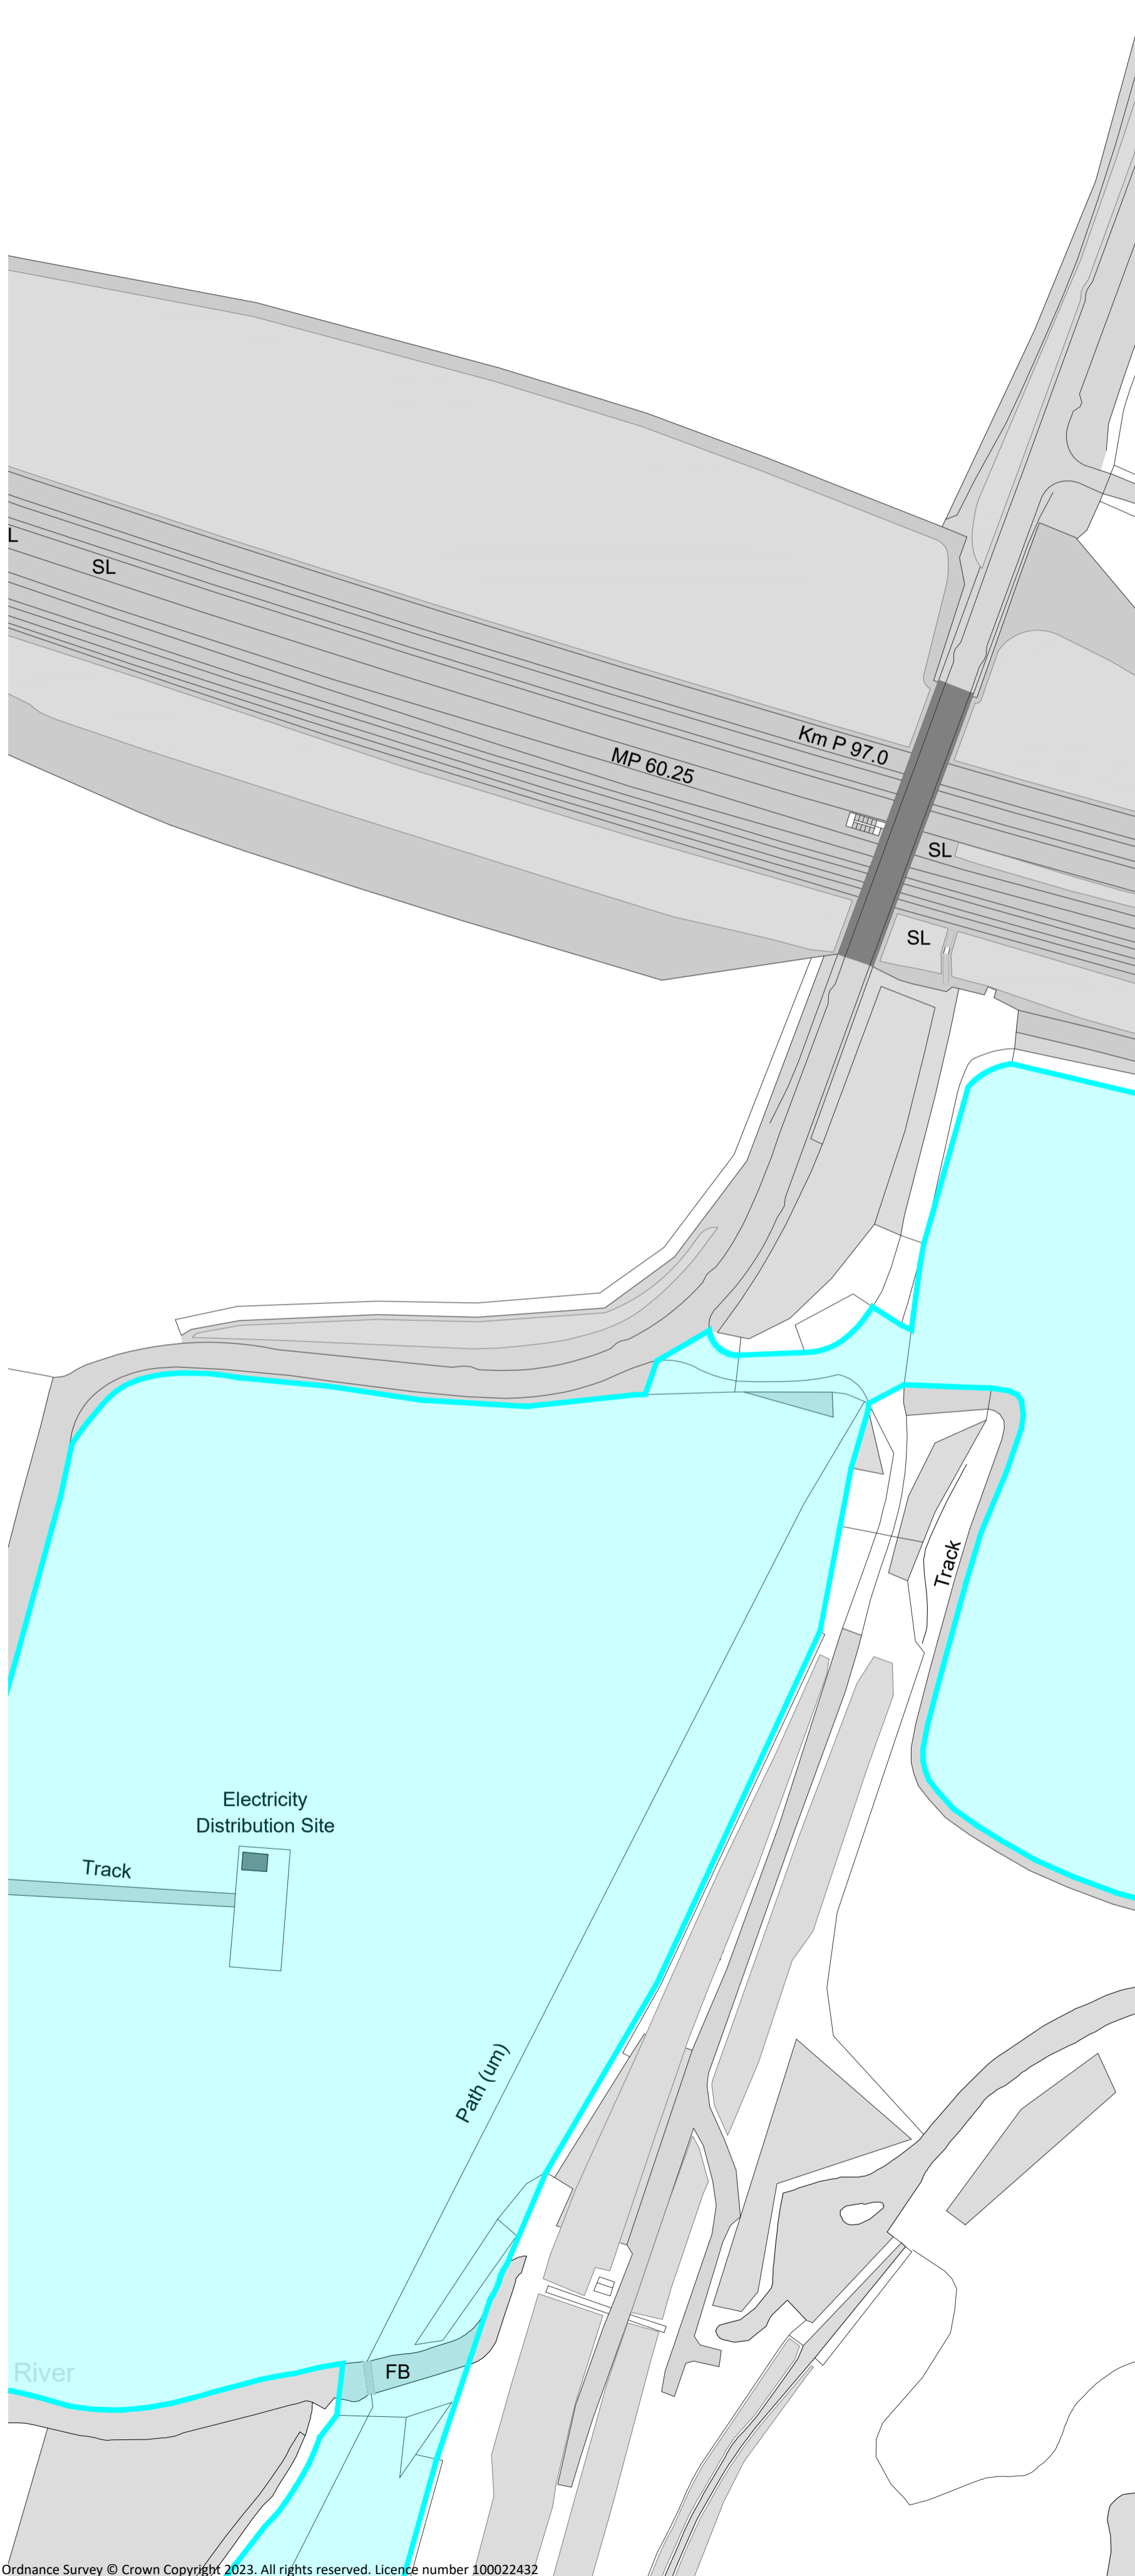 L
SL
Km P 97.0
MP 60.25
SL
SL
Track
Electricity
Distribution Site
Track
Path (um)
River
FB
Ordnance Survey © Crown Copyright 2023. All rights reserved. Licence number 100022432